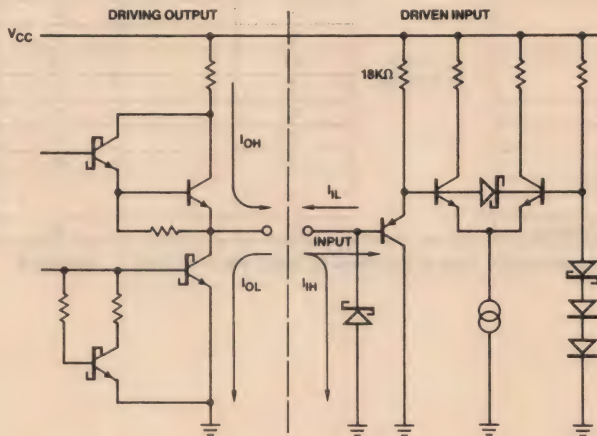 DRIVING OUTPUT
DRIVEN INPUT
VCC
18KΩ
IOH
IIL
INPUT
IOL
IIH